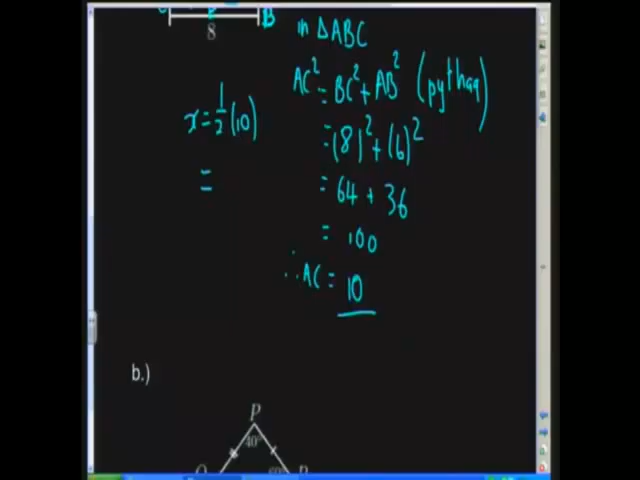 B
8
in ΔABC
AC² = BC² + AB² (pythag)
= (8)² + (6)²
= 64 + 36
= 100
∴ AC = 10
x = 1/2 (10)
=
b.)
P
40°